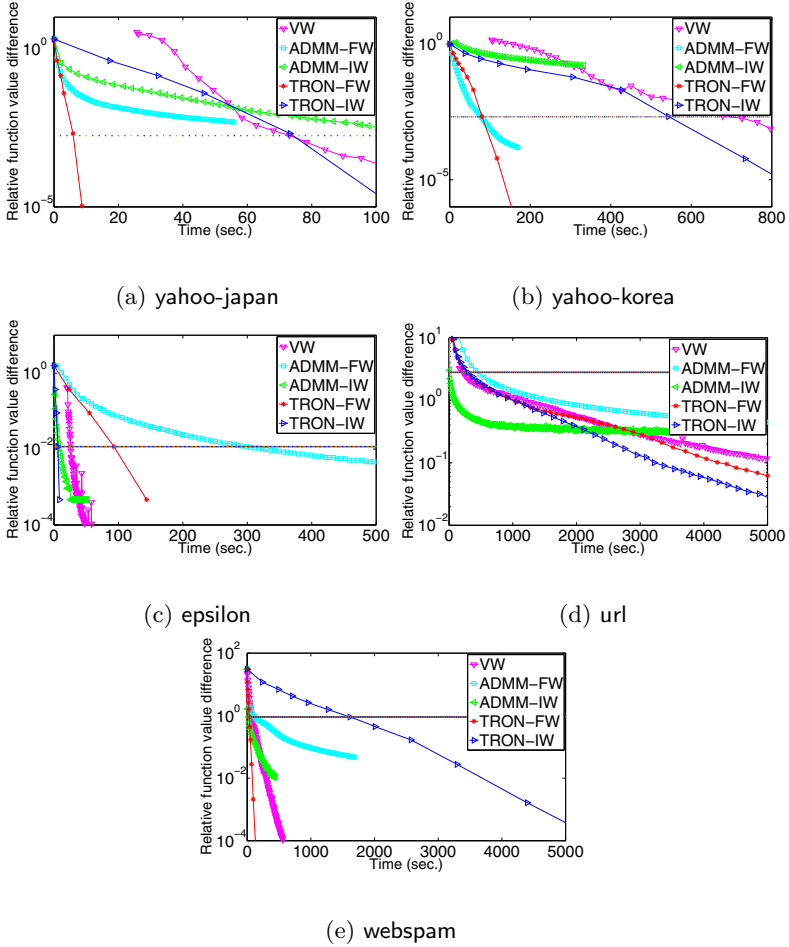 Relative function value difference
10^0
10^-5
0
20
40
60
80
100
Time (sec.)
VW
ADMM-FW
ADMM-IW
TRON-FW
TRON-IW
(a) yahoo-japan
Relative function value difference
10^0
10^-2
10^-4
10^-6
0
200
400
600
800
Time (sec.)
VW
ADMM-FW
ADMM-IW
TRON-FW
TRON-IW
(b) yahoo-korea
Relative function value difference
10^0
10^-2
10^-4
0
100
200
300
400
500
Time (sec.)
VW
ADMM-FW
ADMM-IW
TRON-FW
TRON-IW
(c) epsilon
Relative function value difference
10^1
10^0
10^-1
10^-2
0
1000
2000
3000
4000
5000
Time (sec.)
VW
ADMM-FW
ADMM-IW
TRON-FW
TRON-IW
(d) url
Relative function value difference
10^2
10^0
10^-2
10^-4
0
1000
2000
3000
4000
5000
Time (sec.)
VW
ADMM-FW
ADMM-IW
TRON-FW
TRON-IW
(e) webspam